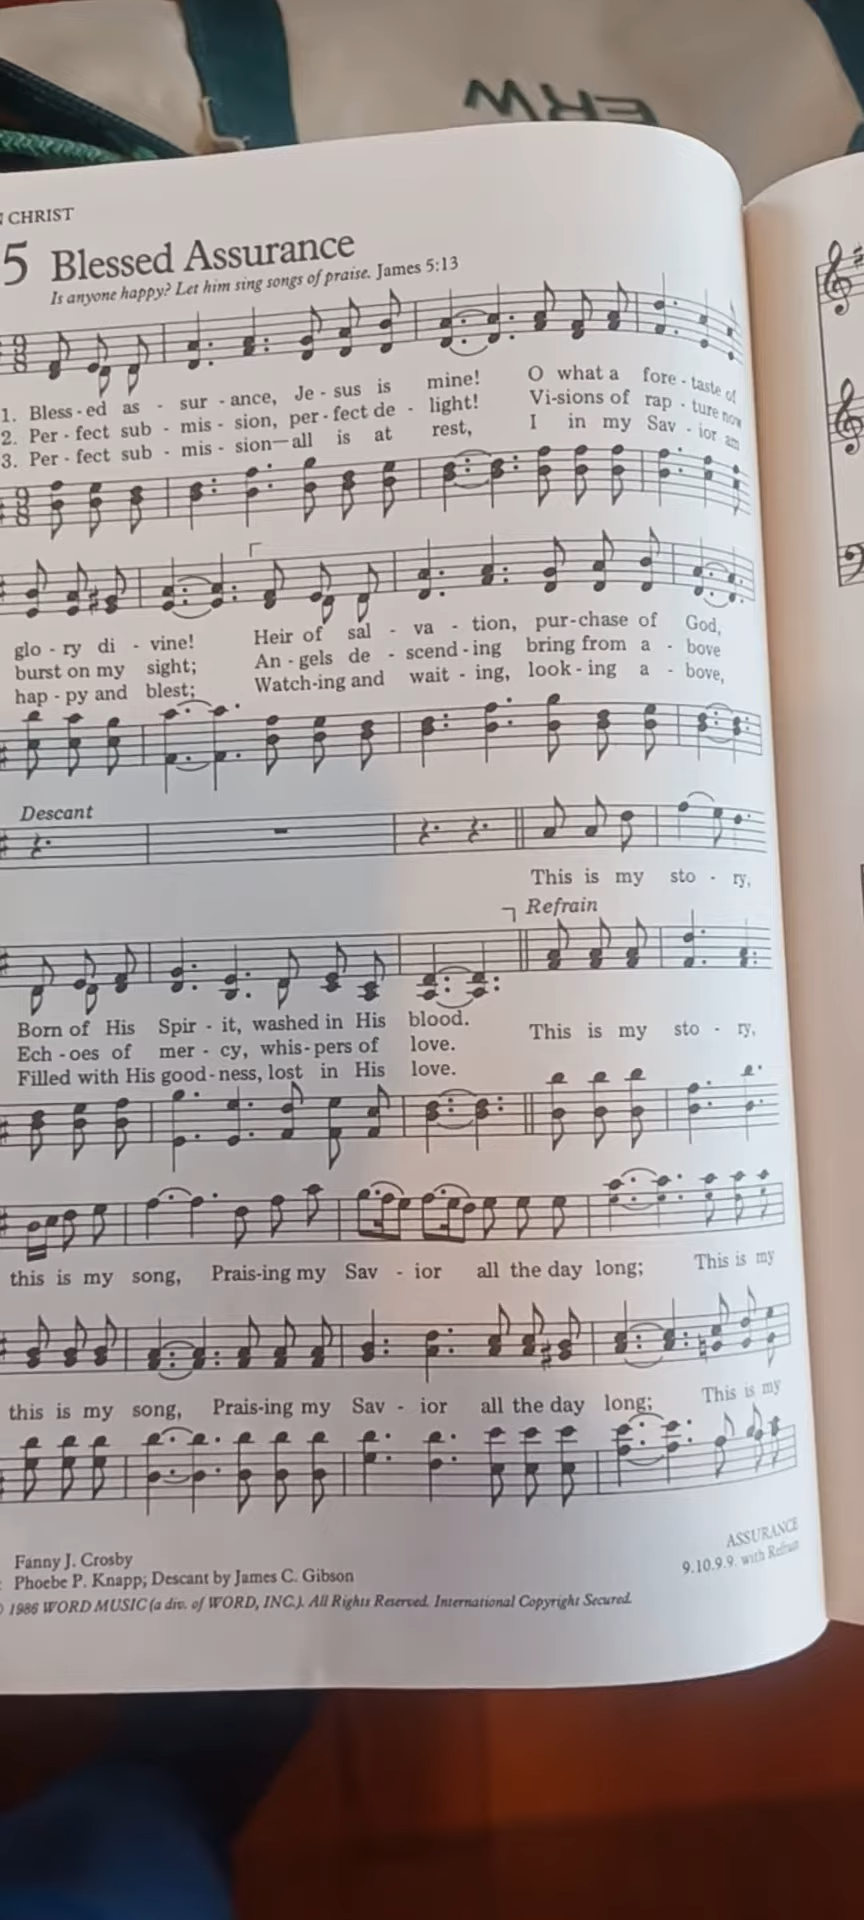 CHRIST
5 Blessed Assurance
Is anyone happy? Let him sing songs of praise. James 5:13
1. Bless - ed as - sur - ance, Je - sus is mine! O what a fore - taste of
2. Per - fect sub - mis - sion, per - fect de - light! Vi-sions of rap - ture now
3. Per - fect sub - mis - sion—all is at rest, I in my Sav - ior am
glo - ry di - vine! Heir of sal - va - tion, pur-chase of God,
burst on my sight; An - gels de - scend - ing bring from a - bove
hap - py and blest; Watch-ing and wait - ing, look - ing a - bove,
Descant
This is my sto - ry,
Refrain
Born of His Spir - it, washed in His blood.
Ech - oes of mer - cy, whis - pers of love. This is my sto - ry,
Filled with His good - ness, lost in His love.
this is my song, Prais-ing my Sav - ior all the day long; This is my
this is my song, Prais-ing my Sav - ior all the day long; This is my
Fanny J. Crosby
Phoebe P. Knapp; Descant by James C. Gibson
© 1986 WORD MUSIC (a div. of WORD, INC.). All Rights Reserved. International Copyright Secured.
ASSURANCE
9.10.9.9. with Refrain